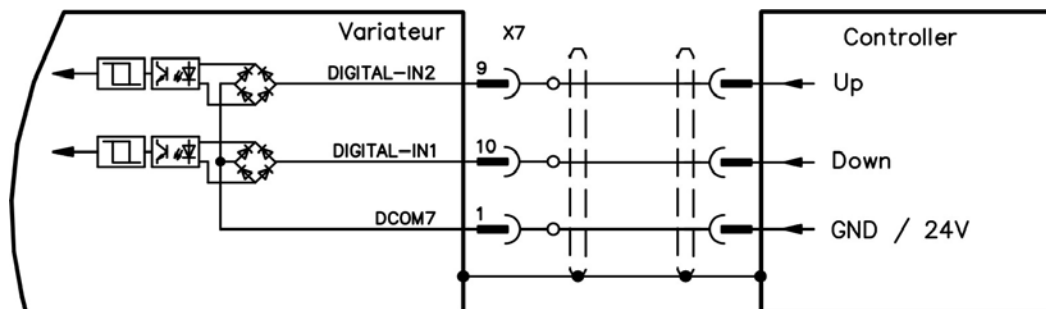 Variateur X7 Controller
DIGITAL-IN2 9 Up
DIGITAL-IN1 10 Down
DCOM7 1 GND / 24V